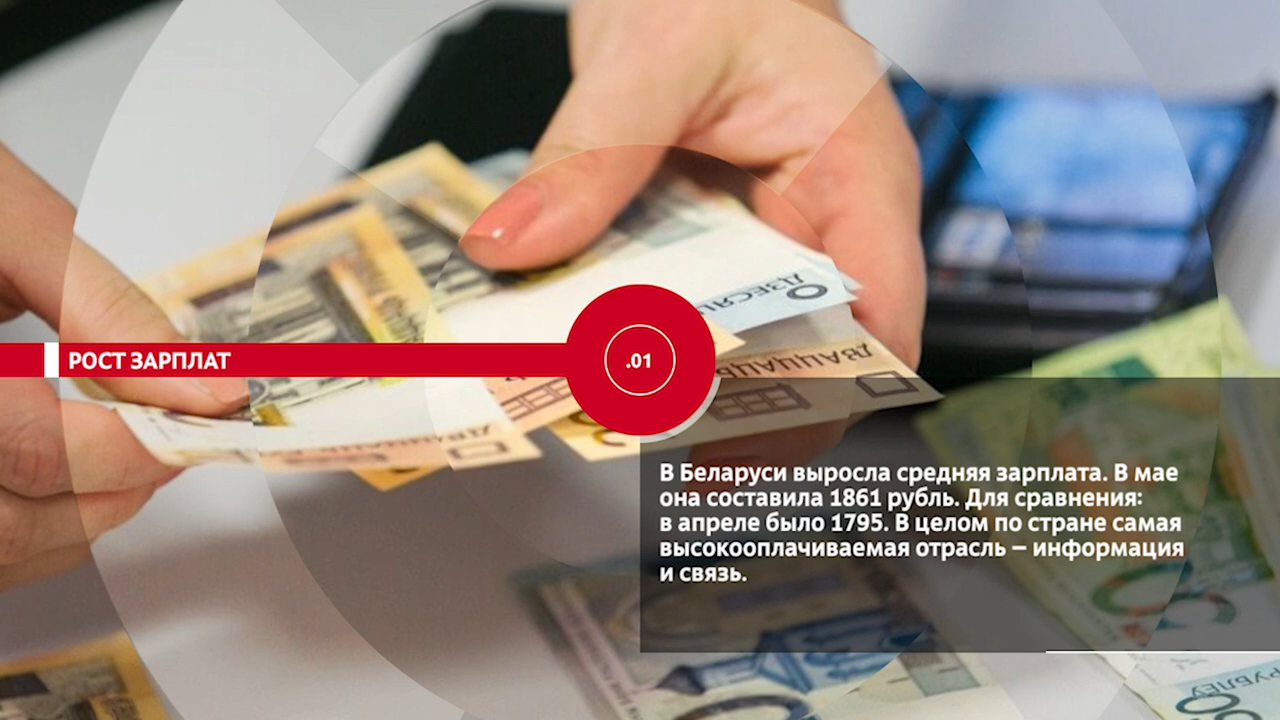 РОСТ ЗАРПЛАТ
.01
В Беларуси выросла средняя зарплата. В мае
она составила 1861 рубль. Для сравнения:
в апреле было 1795. В целом по стране самая
высокооплачиваемая отрасль – информация
и связь.
ДВАЦЦАЦЬ